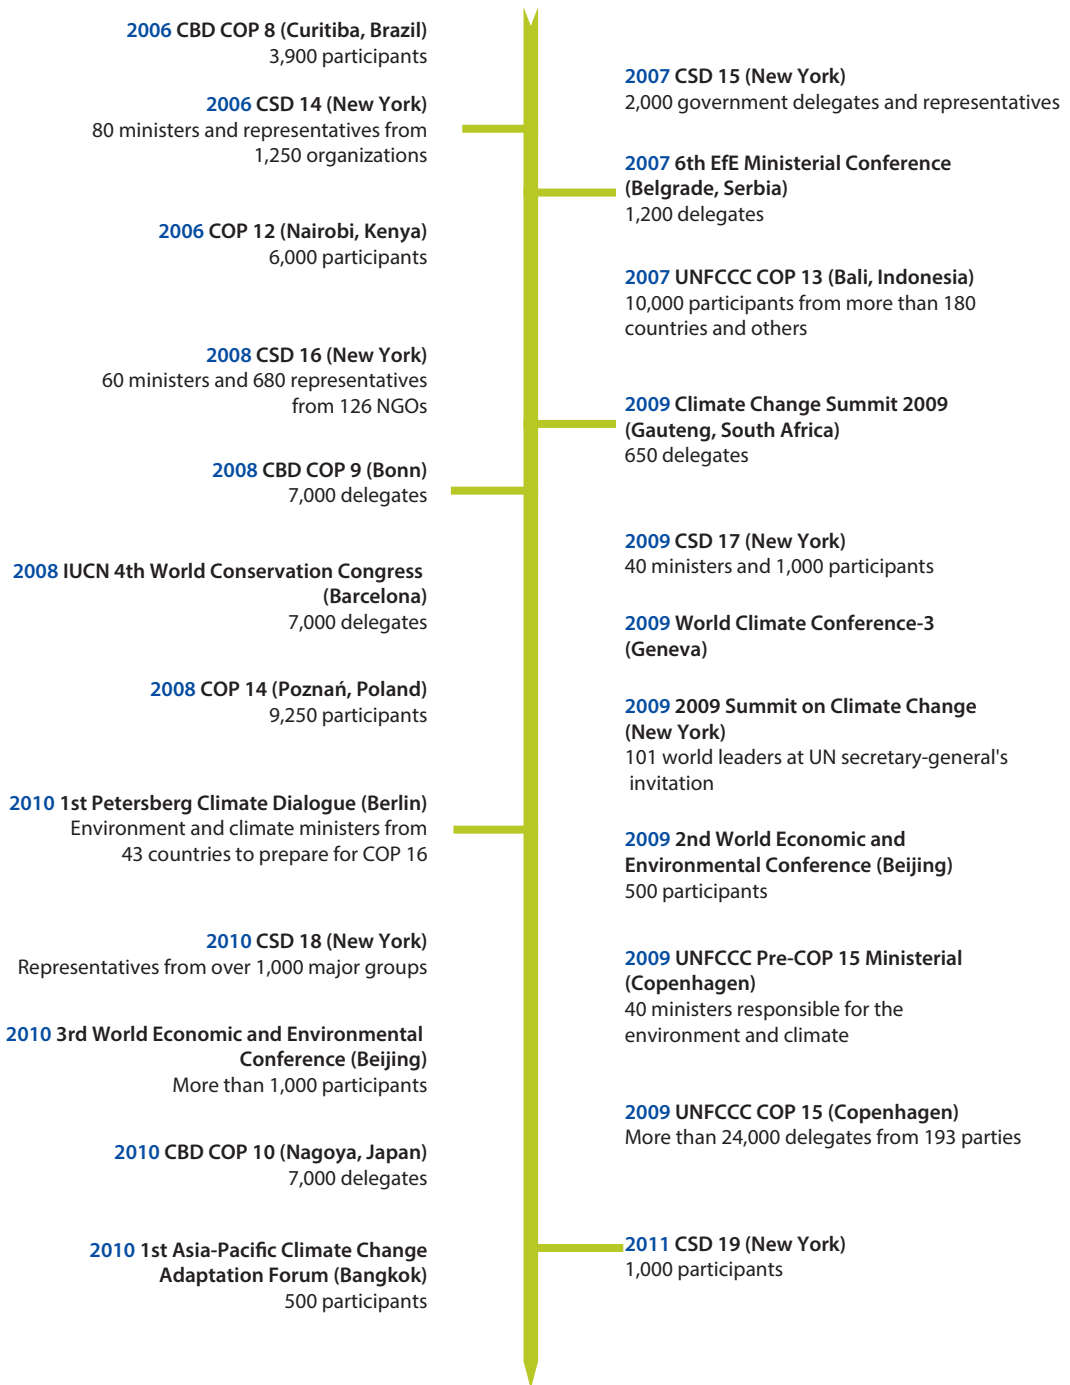 2006 CBD COP 8 (Curitiba, Brazil)
3,900 participants
2006 CSD 14 (New York)
80 ministers and representatives from
1,250 organizations
2006 COP 12 (Nairobi, Kenya)
6,000 participants
2007 CSD 15 (New York)
2,000 government delegates and representatives
2007 6th EfE Ministerial Conference
(Belgrade, Serbia)
1,200 delegates
2007 UNFCCC COP 13 (Bali, Indonesia)
10,000 participants from more than 180
countries and others
2008 CSD 16 (New York)
60 ministers and 680 representatives
from 126 NGOs
2008 CBD COP 9 (Bonn)
7,000 delegates
2008 IUCN 4th World Conservation Congress
(Barcelona)
7,000 delegates
2008 COP 14 (Poznań, Poland)
9,250 participants
2009 Climate Change Summit 2009
(Gauteng, South Africa)
650 delegates
2009 CSD 17 (New York)
40 ministers and 1,000 participants
2009 World Climate Conference-3
(Geneva)
2009 2009 Summit on Climate Change
(New York)
101 world leaders at UN secretary-general's
invitation
2009 2nd World Economic and
Environmental Conference (Beijing)
500 participants
2009 UNFCCC Pre-COP 15 Ministerial
(Copenhagen)
40 ministers responsible for the
environment and climate
2009 UNFCCC COP 15 (Copenhagen)
More than 24,000 delegates from 193 parties
2010 1st Petersberg Climate Dialogue (Berlin)
Environment and climate ministers from
43 countries to prepare for COP 16
2010 CSD 18 (New York)
Representatives from over 1,000 major groups
2010 3rd World Economic and Environmental
Conference (Beijing)
More than 1,000 participants
2010 CBD COP 10 (Nagoya, Japan)
7,000 delegates
2010 1st Asia-Pacific Climate Change
Adaptation Forum (Bangkok)
500 participants
2011 CSD 19 (New York)
1,000 participants